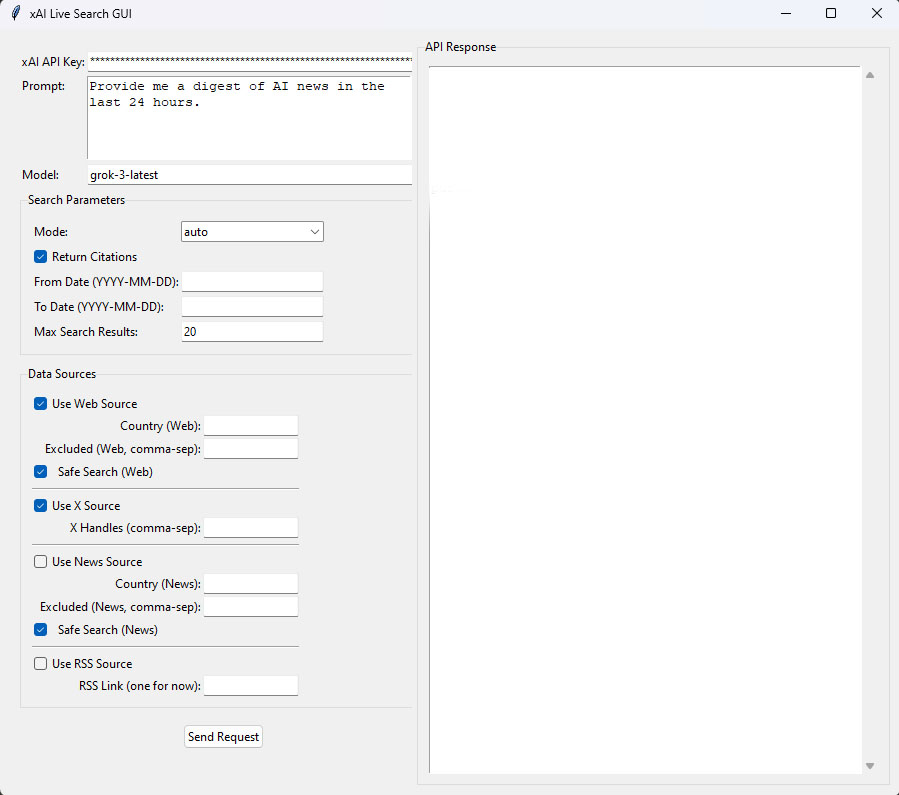 xAI Live Search GUI
xAI API Key: ******************************************************************
Prompt:
Provide me a digest of AI news in the
last 24 hours.
Model: grok-3-latest
Search Parameters
Mode: auto
Return Citations
From Date (YYYY-MM-DD):
To Date (YYYY-MM-DD):
Max Search Results: 20
Data Sources
Use Web Source
Country (Web):
Excluded (Web, comma-sep):
Safe Search (Web)
Use X Source
X Handles (comma-sep):
Use News Source
Country (News):
Excluded (News, comma-sep):
Safe Search (News)
Use RSS Source
RSS Link (one for now):
Send Request
API Response